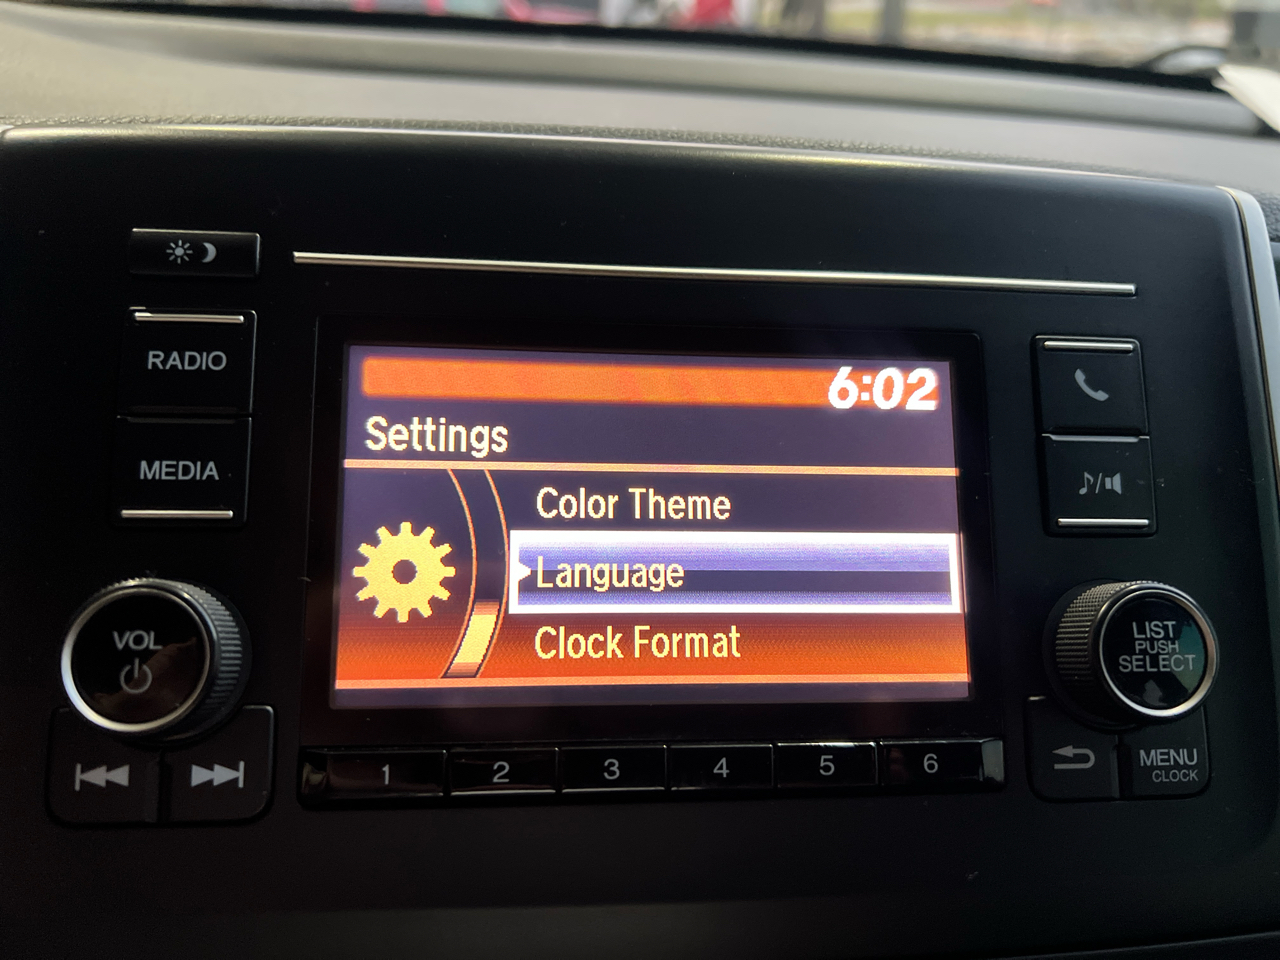 RADIO
MEDIA
VOL
6:02
Settings
Color Theme
Language
Clock Format
1 2 3 4 5 6
LIST
PUSH
SELECT
MENU
CLOCK